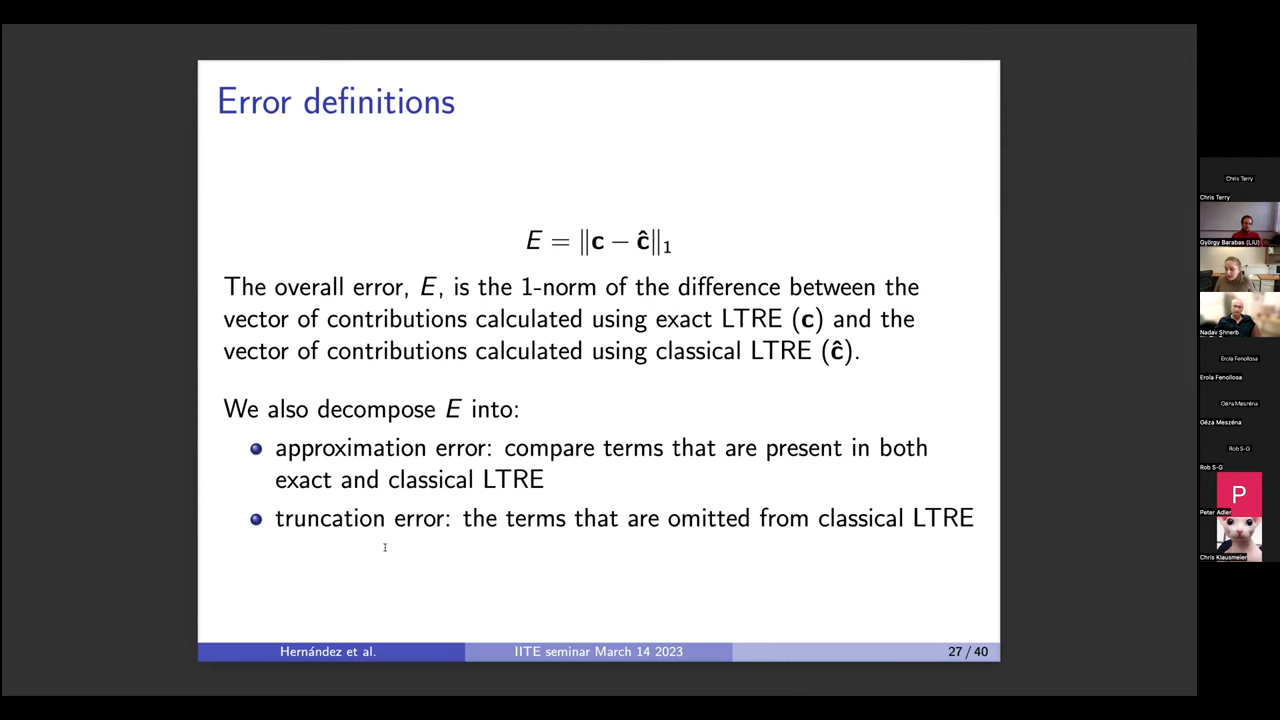 Error definitions
E = ‖c − ĉ‖₁
The overall error, E, is the 1-norm of the difference between the
vector of contributions calculated using exact LTRE (c) and the
vector of contributions calculated using classical LTRE (ĉ).
We also decompose E into:
approximation error: compare terms that are present in both
exact and classical LTRE
truncation error: the terms that are omitted from classical LTRE
Hernández et al.
IITE seminar March 14 2023
27 / 40
Chris Terry
Chris Terry
György Barabas (LiU)
Nadav Shnerb
Erola Fenollosa
Erola Fenollosa
Géza Meszéna
Géza Meszéna
Rob S-G
Rob S-G
P
Peter Adler
Chris Klausmeier